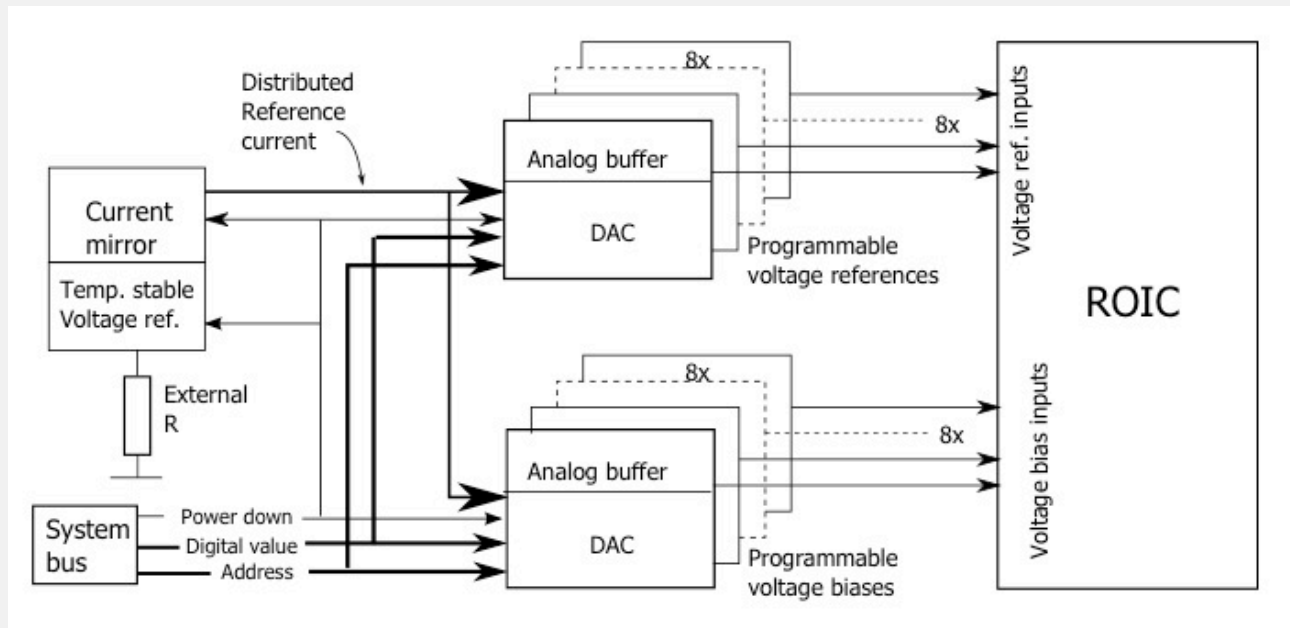 8x
Distributed
Reference
current
8x
Analog buffer
Current
mirror
DAC
Programmable
voltage references
Voltage ref. inputs
Temp. stable
Voltage ref.
ROIC
External
R
8x
8x
Analog buffer
Voltage bias inputs
System
bus
Power down
Digital value
Address
DAC
Programmable
voltage biases